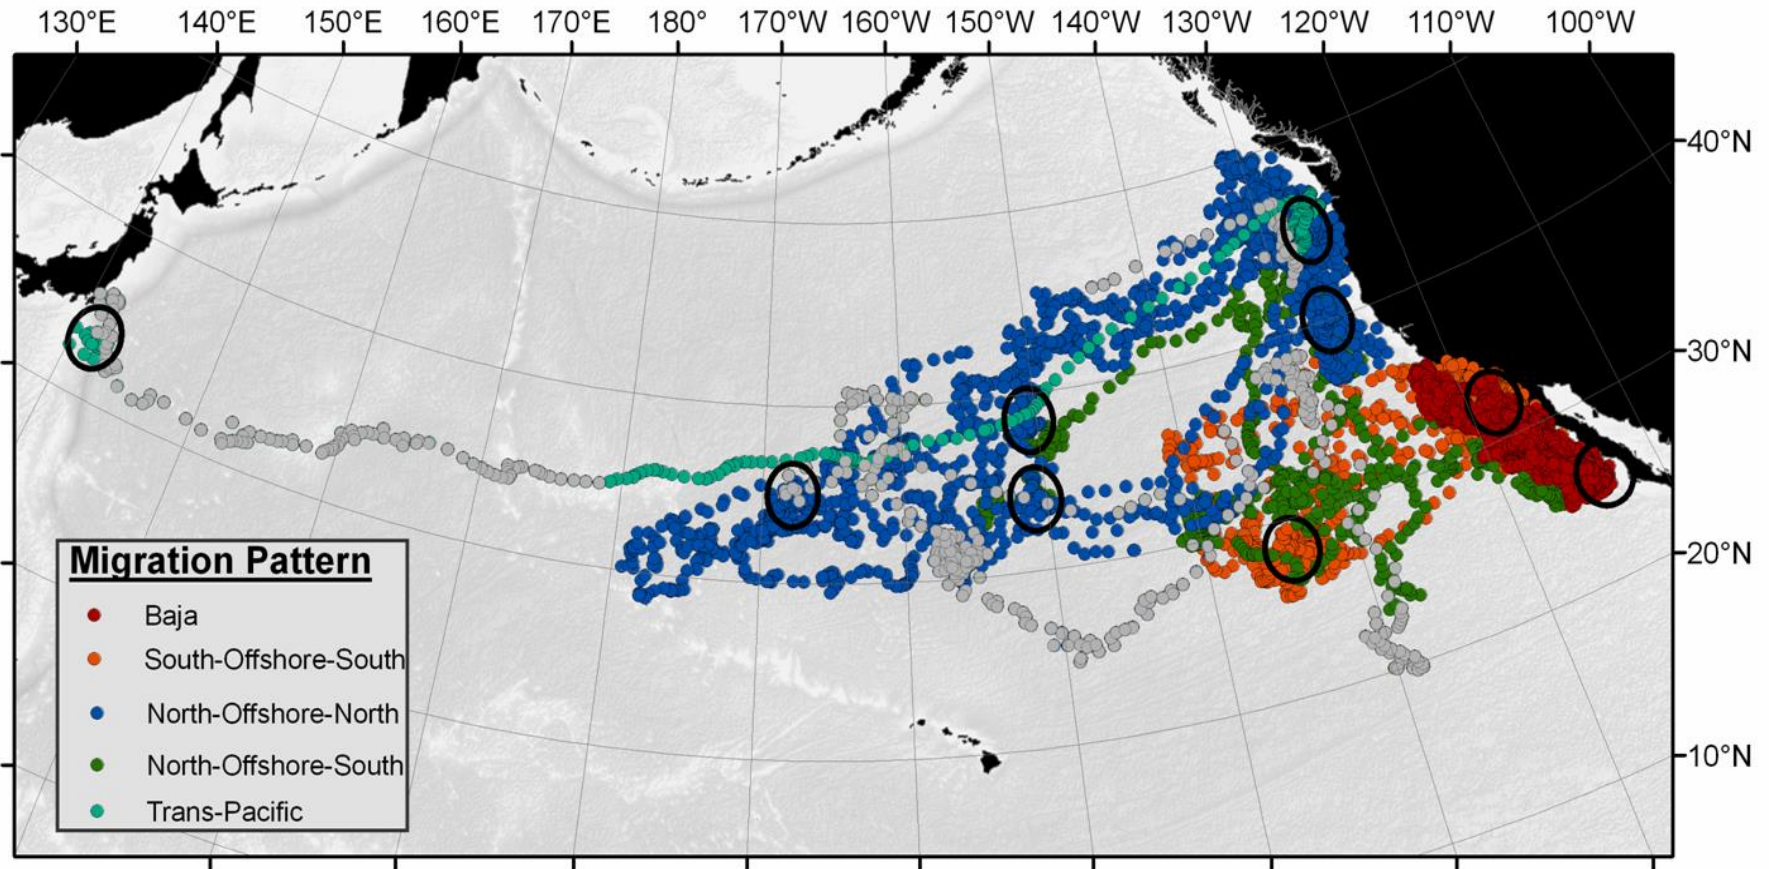 130°E 140°E 150°E 160°E 170°E 180° 170°W 160°W 150°W 140°W 130°W 120°W 110°W 100°W
40°N
30°N
20°N
10°N
Migration Pattern
Baja
South-Offshore-South
North-Offshore-North
North-Offshore-South
Trans-Pacific